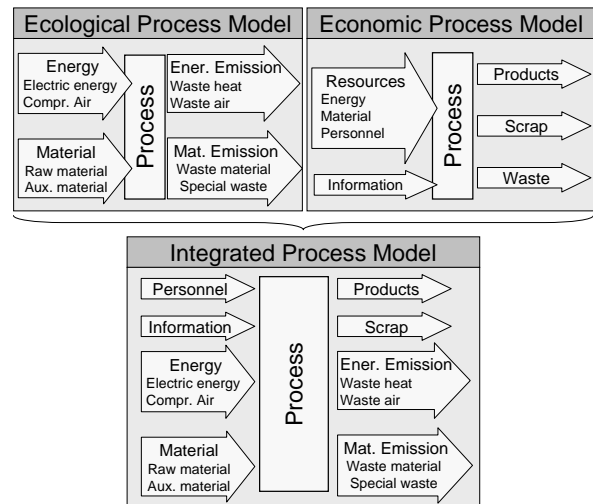 Ecological Process Model
Energy
Electric energy
Compr. Air
Material
Raw material
Aux. material
Process
Ener. Emission
Waste heat
Waste air
Mat. Emission
Waste material
Special waste
Economic Process Model
Resources
Energy
Material
Personnel
Information
Process
Products
Scrap
Waste
Integrated Process Model
Personnel
Information
Energy
Electric energy
Compr. Air
Material
Raw material
Aux. material
Process
Products
Scrap
Ener. Emission
Waste heat
Waste air
Mat. Emission
Waste material
Special waste